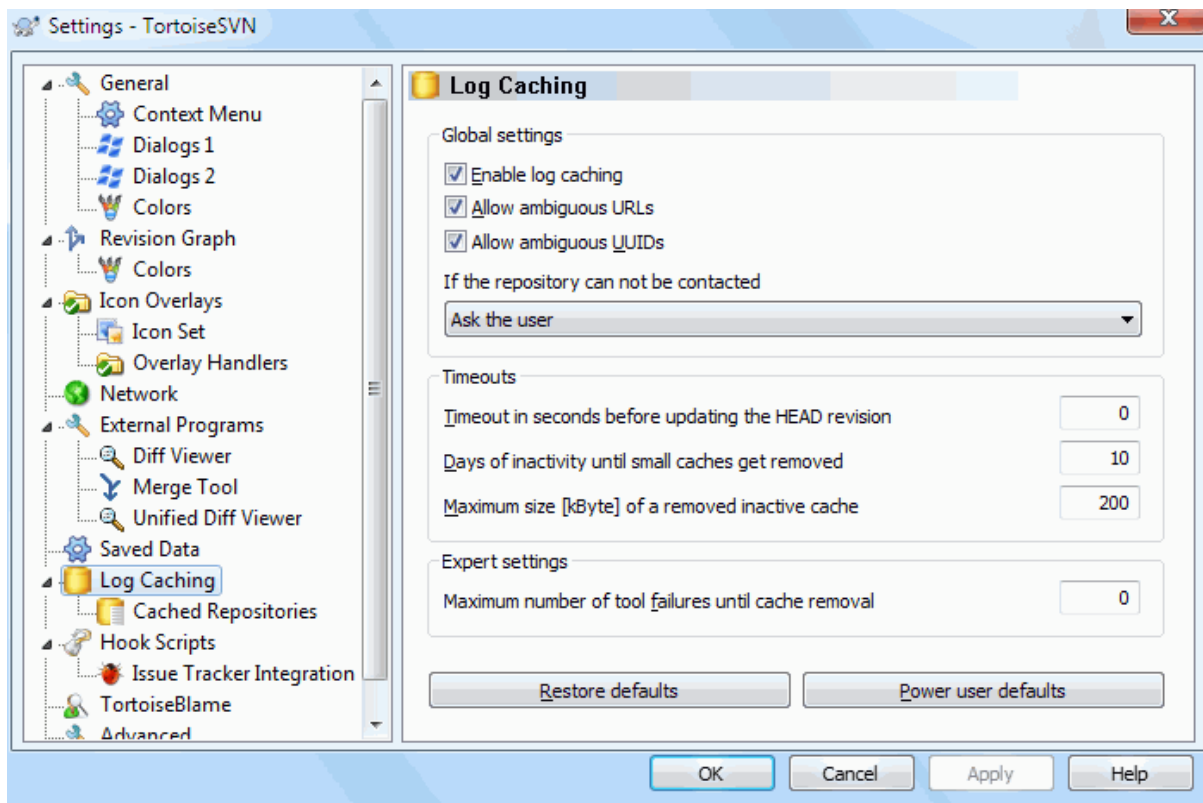 Settings - TortoiseSVN
General
Context Menu
Dialogs 1
Dialogs 2
Colors
Revision Graph
Colors
Icon Overlays
Icon Set
Overlay Handlers
Network
External Programs
Diff Viewer
Merge Tool
Unified Diff Viewer
Saved Data
Log Caching
Cached Repositories
Hook Scripts
Issue Tracker Integration
TortoiseBlame
Advanced
Log Caching
Global settings
Enable log caching
Allow ambiguous URLs
Allow ambiguous UUIDs
If the repository can not be contacted
Ask the user
Timeouts
Timeout in seconds before updating the HEAD revision 0
Days of inactivity until small caches get removed 10
Maximum size [kByte] of a removed inactive cache 200
Expert settings
Maximum number of tool failures until cache removal 0
Restore defaults Power user defaults
OK Cancel Apply Help